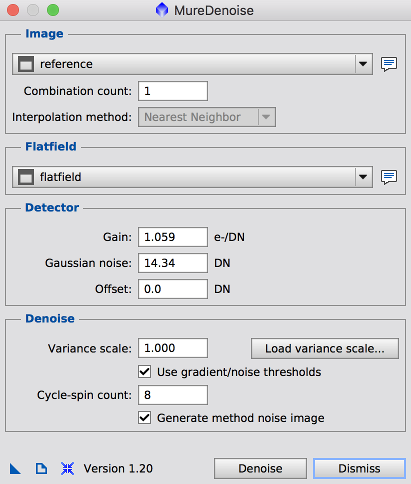 MureDenoise
Image
reference
Combination count: 1
Interpolation method: Nearest Neighbor
Flatfield
flatfield
Detector
Gain: 1.059 e-/DN
Gaussian noise: 14.34 DN
Offset: 0.0 DN
Denoise
Variance scale: 1.000 Load variance scale...
Use gradient/noise thresholds
Cycle-spin count: 8
Generate method noise image
Version 1.20 Denoise Dismiss